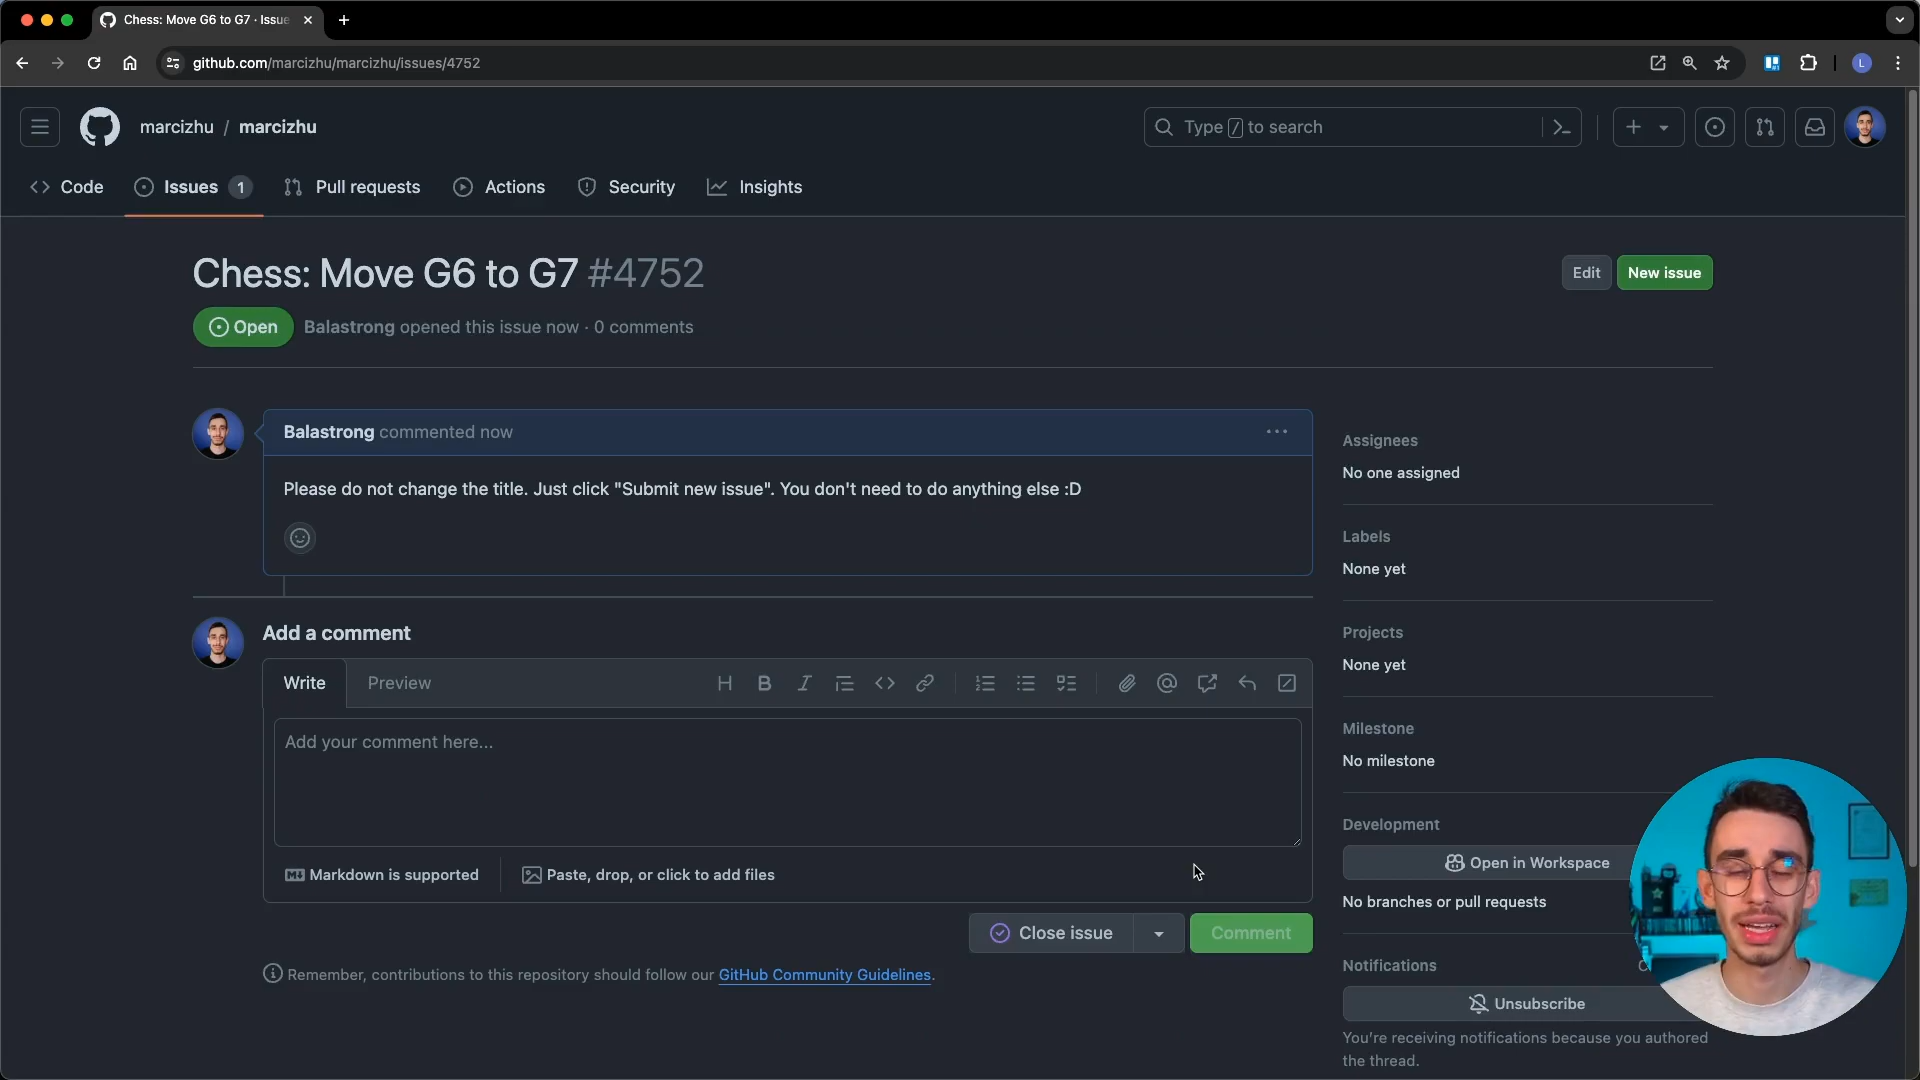 Chess: Move G6 to G7 · Issue
github.com/marcizhu/marcizhu/issues/4752
L
marcizhu / marcizhu
Type / to search
Code
Issues 1
Pull requests
Actions
Security
Insights
Chess: Move G6 to G7 #4752
Edit
New issue
Open
Balastrong opened this issue now · 0 comments
Balastrong commented now
Please do not change the title. Just click "Submit new issue". You don't need to do anything else :D
Assignees
No one assigned
Labels
None yet
Projects
None yet
Milestone
No milestone
Development
Open in Workspace
No branches or pull requests
Notifications
Unsubscribe
You're receiving notifications because you authored
the thread.
Add a comment
Write
Preview
H B I
Add your comment here...
Markdown is supported
Paste, drop, or click to add files
Close issue
Comment
Remember, contributions to this repository should follow our GitHub Community Guidelines.